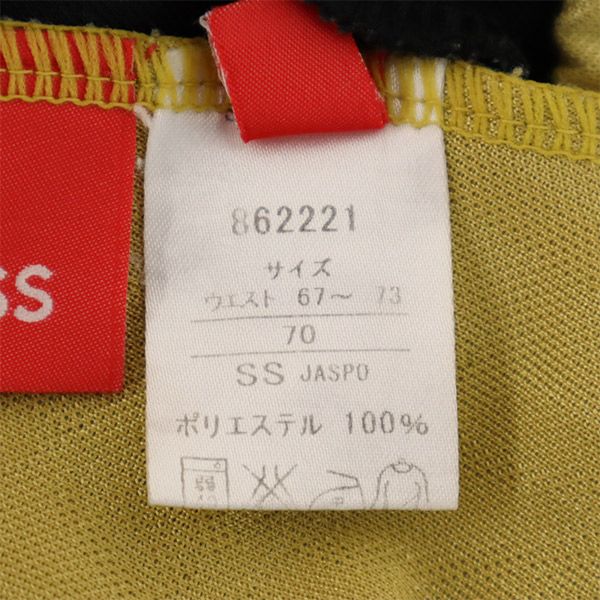 862221
サイズ
ウエスト 67～ 73
70
SS JASPO
ポリエステル 100%
SS